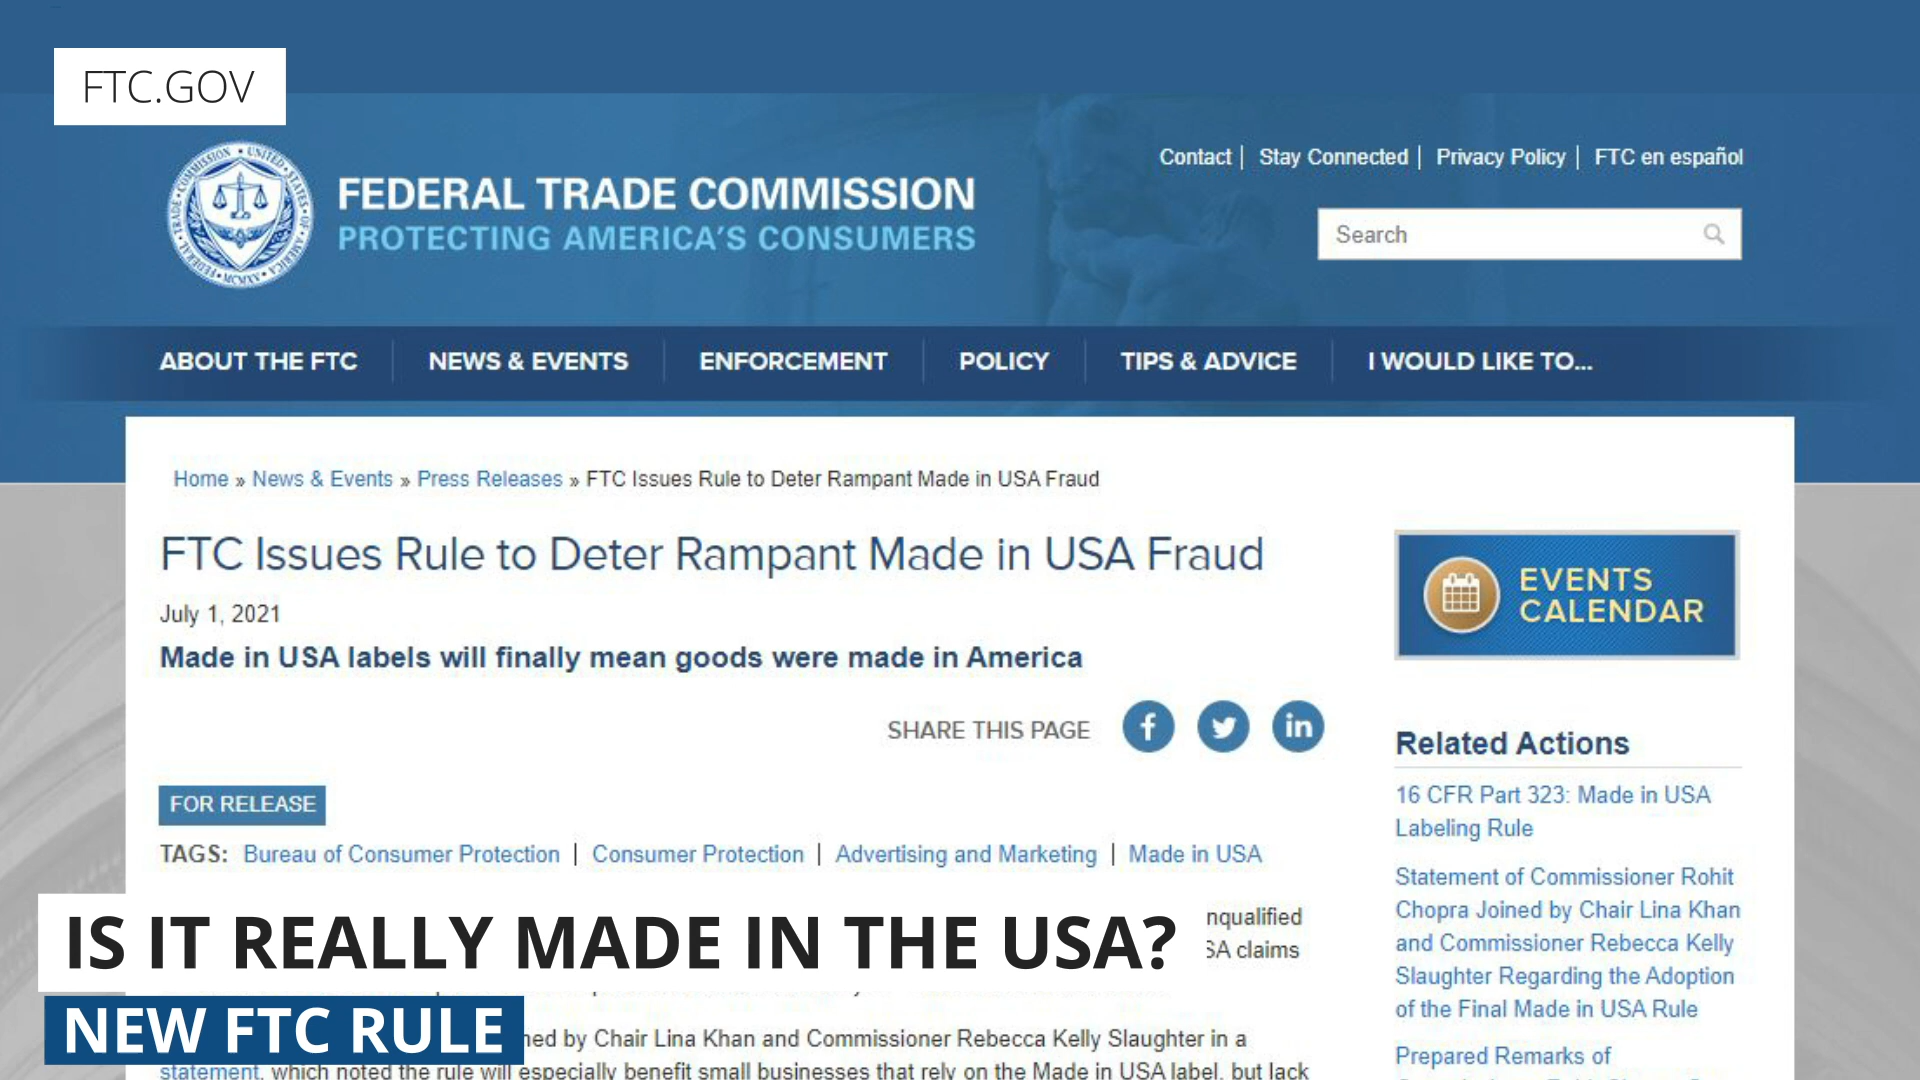 FTC.GOV
FEDERAL TRADE COMMISSION
PROTECTING AMERICA'S CONSUMERS
Contact | Stay Connected | Privacy Policy | FTC en español
Search
ABOUT THE FTC
NEWS & EVENTS
ENFORCEMENT
POLICY
TIPS & ADVICE
I WOULD LIKE TO...
Home » News & Events » Press Releases » FTC Issues Rule to Deter Rampant Made in USA Fraud
FTC Issues Rule to Deter Rampant Made in USA Fraud
July 1, 2021
Made in USA labels will finally mean goods were made in America
SHARE THIS PAGE
FOR RELEASE
TAGS: Bureau of Consumer Protection | Consumer Protection | Advertising and Marketing | Made in USA
nqualified
SA claims
IS IT REALLY MADE IN THE USA?
NEW FTC RULE
ned by Chair Lina Khan and Commissioner Rebecca Kelly Slaughter in a
statement, which noted the rule will especially benefit small businesses that rely on the Made in USA label, but lack
EVENTS
CALENDAR
Related Actions
16 CFR Part 323: Made in USA
Labeling Rule
Statement of Commissioner Rohit
Chopra Joined by Chair Lina Khan
and Commissioner Rebecca Kelly
Slaughter Regarding the Adoption
of the Final Made in USA Rule
Prepared Remarks of